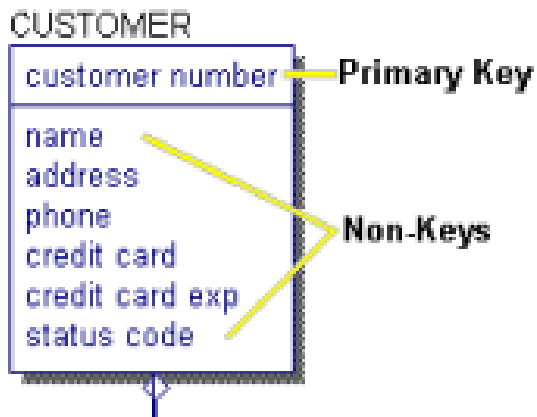 CUSTOMER
customer number
Primary Key
name
address
phone
Non-Keys
credit card
credit card exp
status code